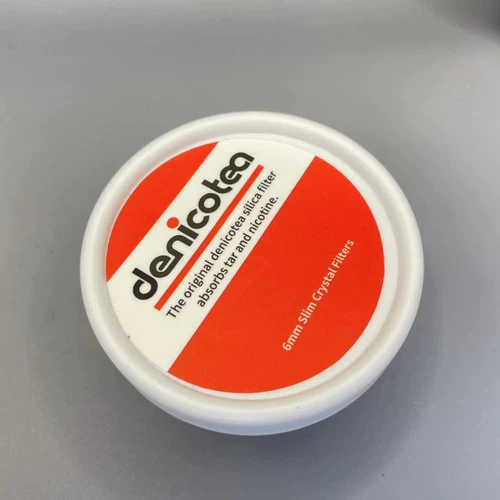 denicotea
The original denicotea silica filter
absorbs tar and nicotine.
6mm Slim Crystal Filters